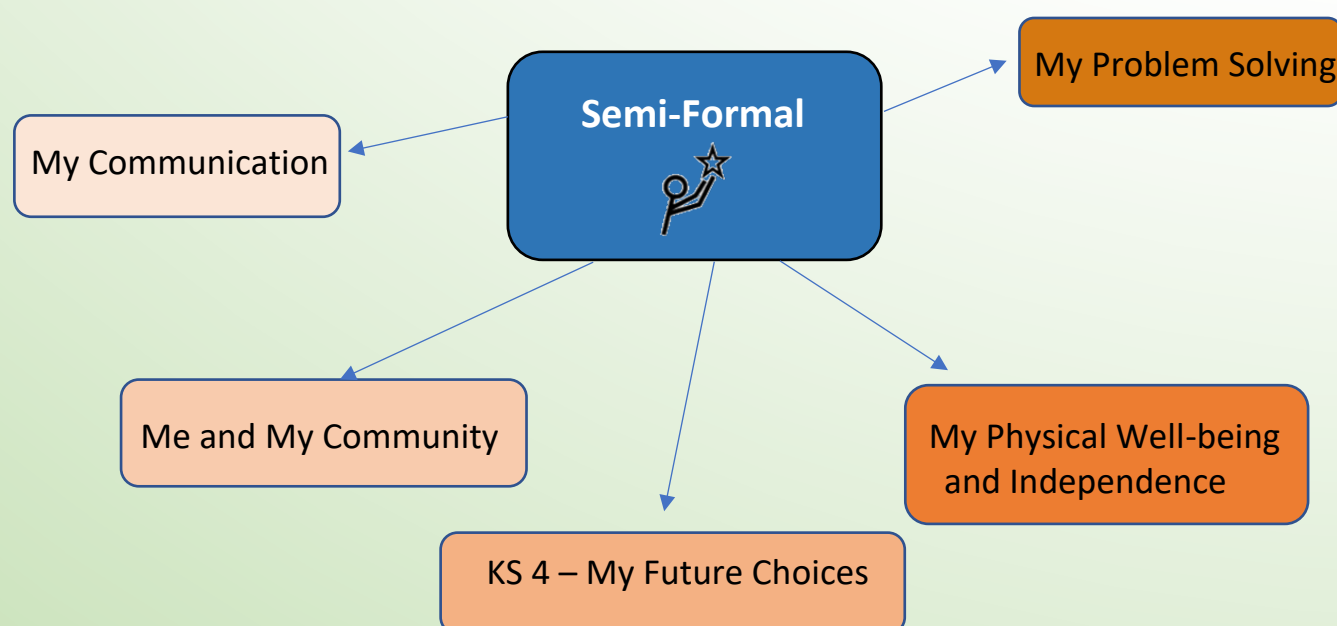 My Problem Solving
Semi-Formal
My Communication
Me and My Community
My Physical Well-being
and Independence
KS 4 – My Future Choices